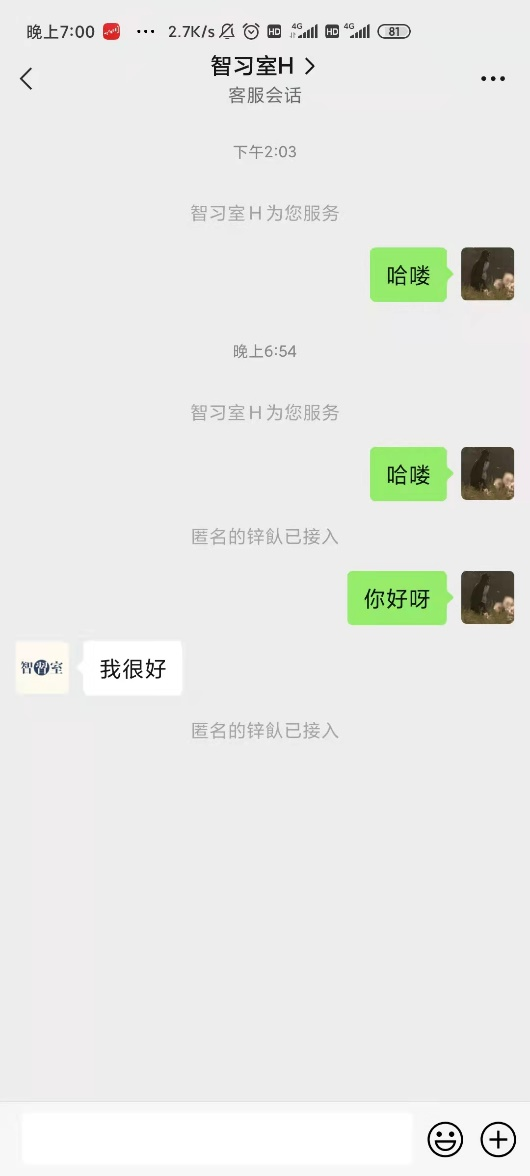 晚上7:00 ··· 2.7K/s HD 4G HD 4G 81
智习室H
客服会话
下午2:03
智习室H为您服务
哈喽
晚上6:54
智习室H为您服务
哈喽
匿名的锌飤已接入
你好呀
智習室
我很好
匿名的锌飤已接入